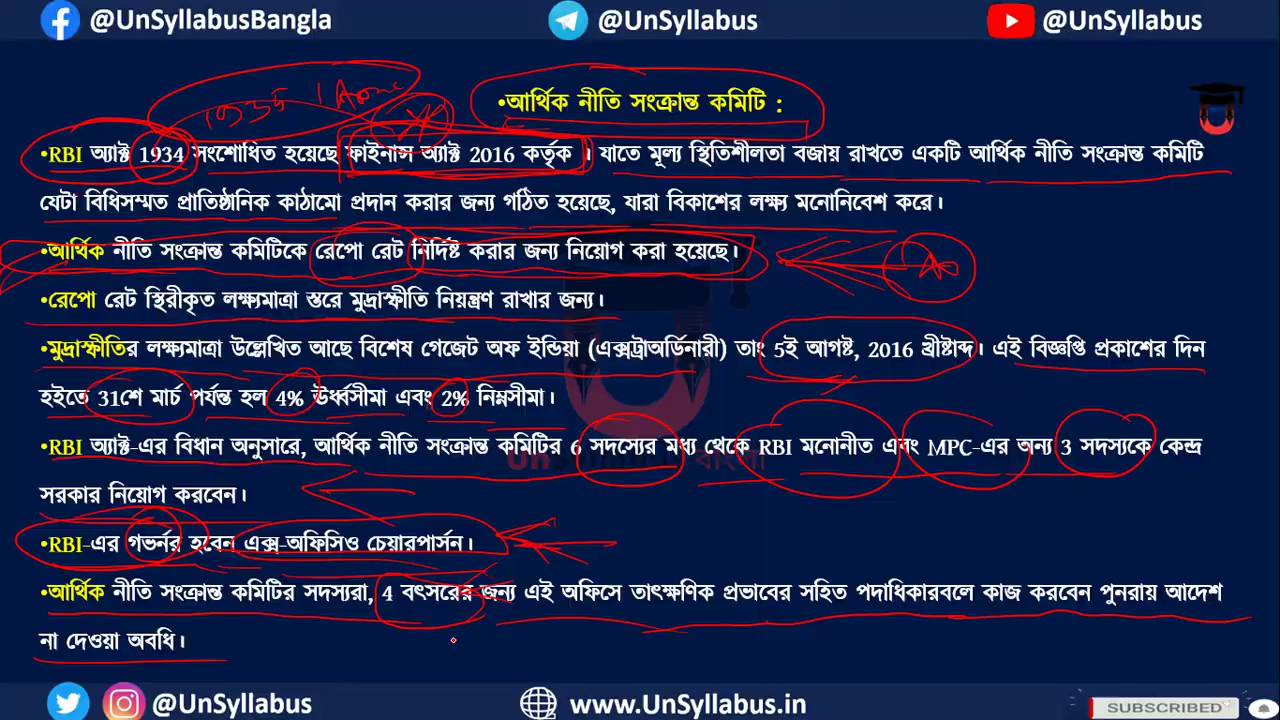 @UnSyllabusBangla @UnSyllabus @UnSyllabus
•আর্থিক নীতি সংক্রান্ত কমিটি :
1935
•RBI অ্যাক্ট 1934 সংশোধিত হয়েছে ফাইনান্স অ্যাক্ট 2016 কর্তৃক । যাতে মূল্য স্থিতিশীলতা বজায় রাখতে একটি আর্থিক নীতি সংক্রান্ত কমিটি
যেটা বিধিসম্মত প্রাতিষ্ঠানিক কাঠামো প্রদান করার জন্য গঠিত হয়েছে, যারা বিকাশের লক্ষ্য মনোনিবেশ করে।
•আর্থিক নীতি সংক্রান্ত কমিটিকে রেপো রেট নির্দিষ্ট করার জন্য নিয়োগ করা হয়েছে।
•রেপো রেট স্থিরীকৃত লক্ষ্যমাত্রা স্তরে মুদ্রাস্ফীতি নিয়ন্ত্রণ রাখার জন্য।
•মুদ্রাস্ফীতির লক্ষ্যমাত্রা উল্লেখিত আছে বিশেষ গেজেট অফ ইন্ডিয়া (এক্সট্রাঅর্ডিনারী) তাং 5ই আগষ্ট, 2016 খ্রীষ্টাব্দ। এই বিজ্ঞপ্তি প্রকাশের দিন
হইতে 31শে মার্চ পর্যন্ত হল 4% উর্ধ্বসীমা এবং 2% নিম্নসীমা।
•RBI অ্যাক্ট-এর বিধান অনুসারে, আর্থিক নীতি সংক্রান্ত কমিটির 6 সদস্যের মধ্য থেকে RBI মনোনীত এবং MPC-এর অন্য 3 সদস্যকে কেন্দ্র
সরকার নিয়োগ করবেন।
•RBI-এর গভর্নর হবেন এক্স-অফিসিও চেয়ারপার্সন।
•আর্থিক নীতি সংক্রান্ত কমিটির সদস্যরা, 4 বৎসরের জন্য এই অফিসে তাৎক্ষণিক প্রভাবের সহিত পদাধিকারবলে কাজ করবেন পুনরায় আদেশ
না দেওয়া অবধি।
@UnSyllabus www.UnSyllabus.in SUBSCRIBED